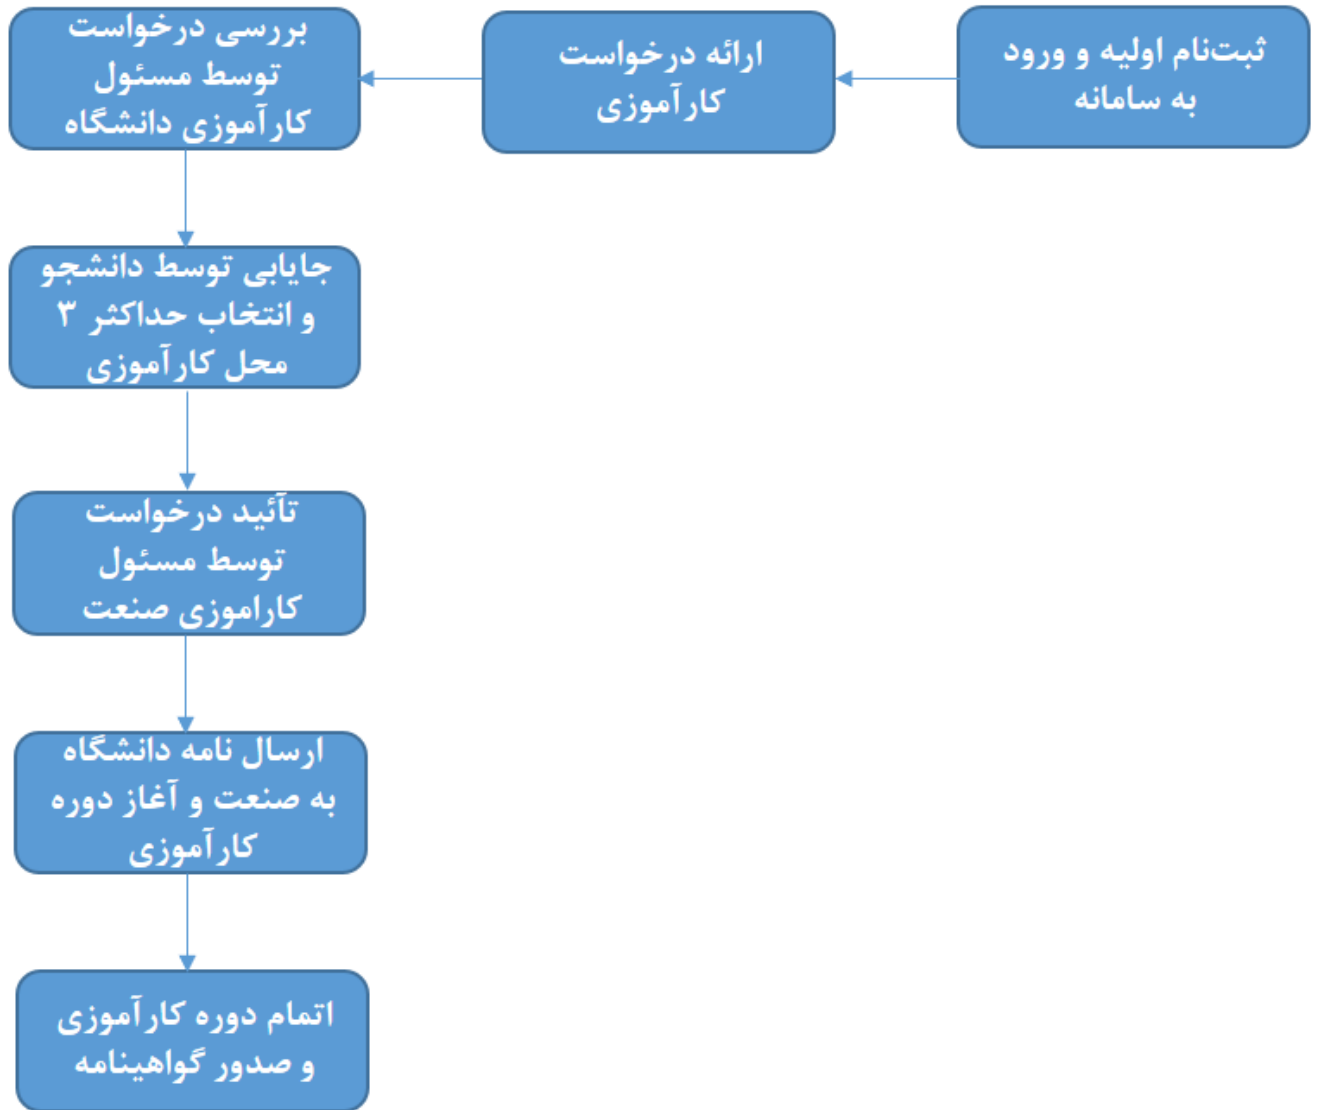 ثبت‌نام اولیه و ورود
به سامانه
ارائه درخواست
کارآموزی
بررسی درخواست
توسط مسئول
کارآموزی دانشگاه
جایابی توسط دانشجو
و انتخاب حداکثر ۳
محل کارآموزی
تآئید درخواست
توسط مسئول
کاراموزی صنعت
ارسال نامه دانشگاه
به صنعت و آغاز دوره
کارآموزی
اتمام دوره کارآموزی
و صدور گواهینامه